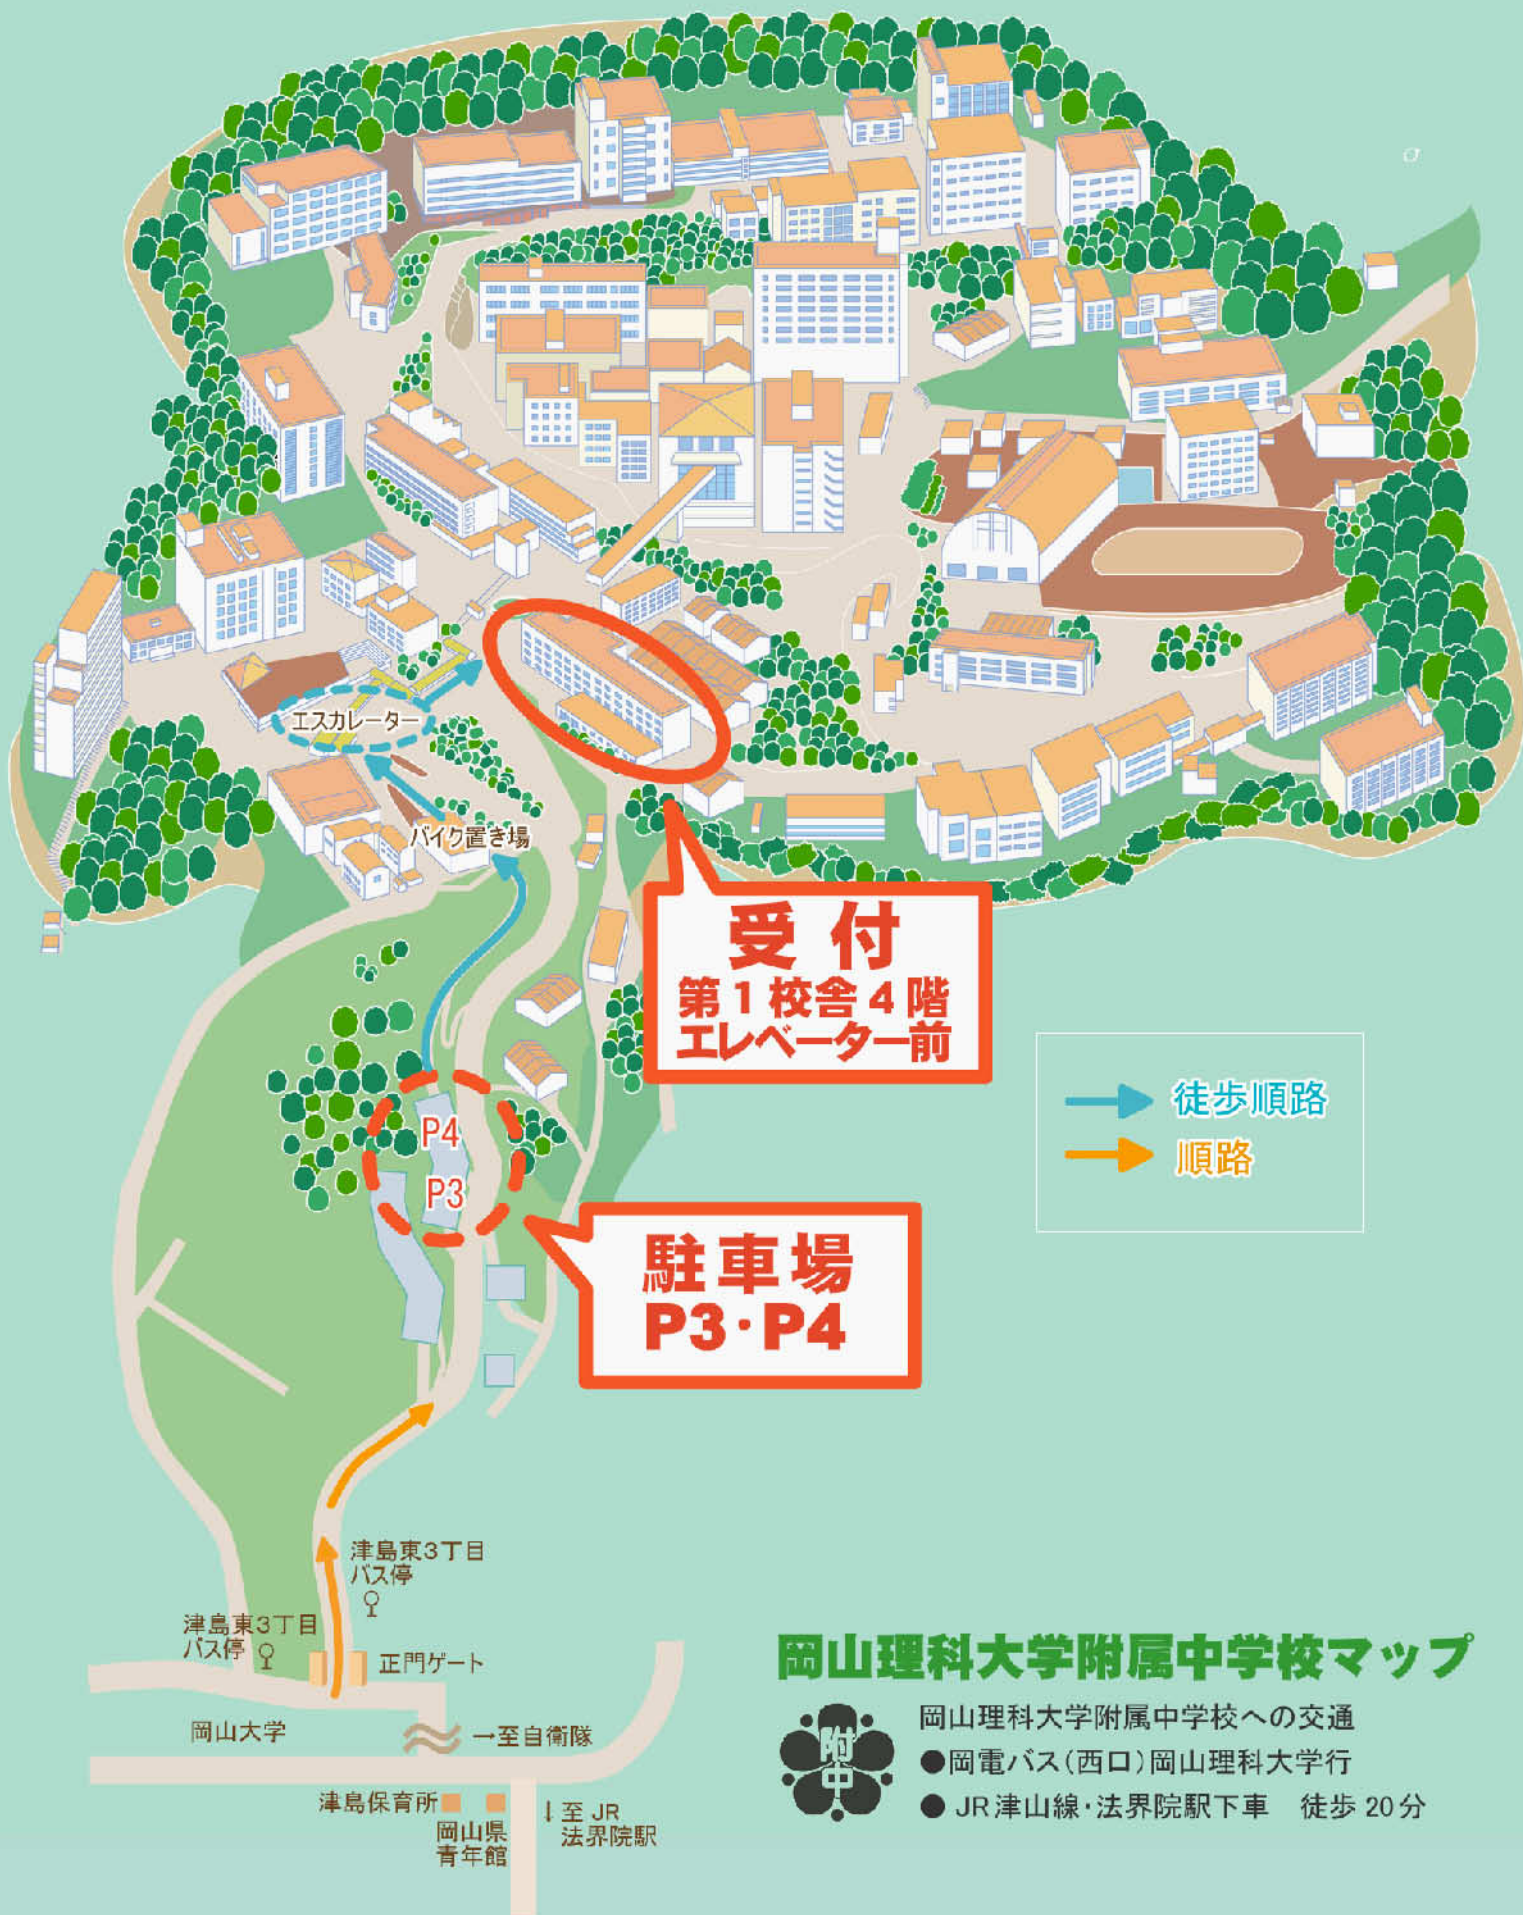 エスカレーター
バイク置き場
受付
第1校舎4階
エレベーター前
徒歩順路
順路
P4
P3
駐車場
P3・P4
津島東3丁目
バス停
津島東3丁目
バス停
正門ゲート
岡山大学
→至自衛隊
津島保育所
岡山県
青年館
↓至 JR
法界院駅
岡山理科大学附属中学校マップ
附中
岡山理科大学附属中学校への交通
●岡電バス(西口)岡山理科大学行
● JR津山線・法界院駅下車 徒歩20分